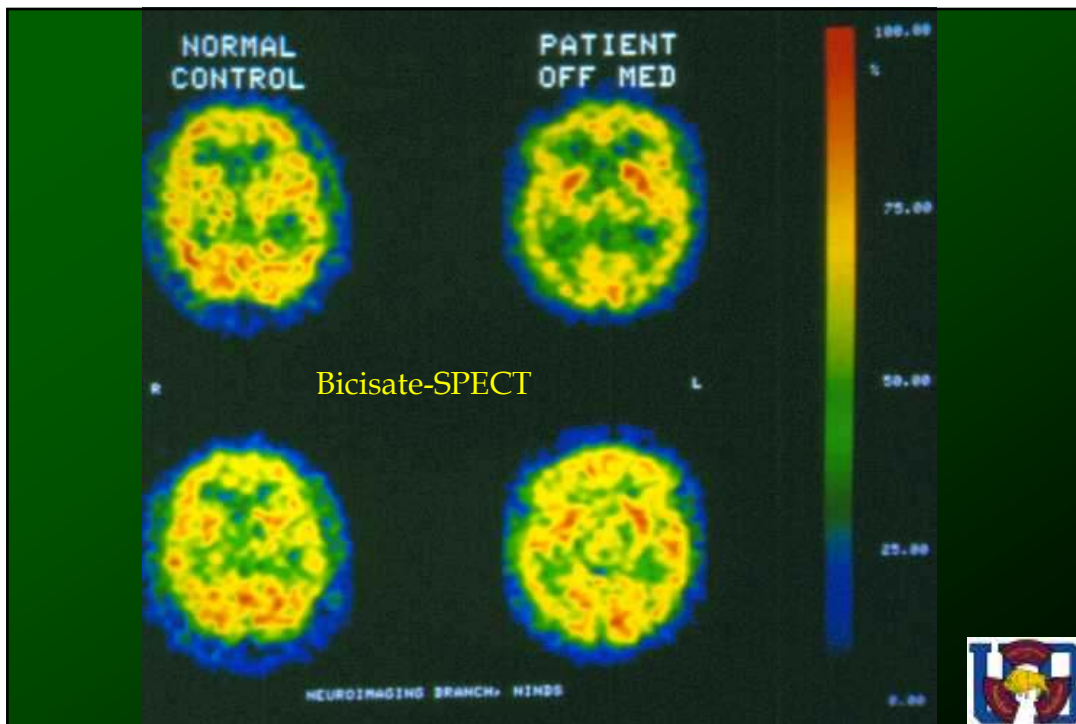 NORMAL
CONTROL
PATIENT
OFF MED
100.00
%
75.00
Bicisate-SPECT
R
L
50.00
25.00
NEUROIMAGING BRANCH, NINDS
0.00